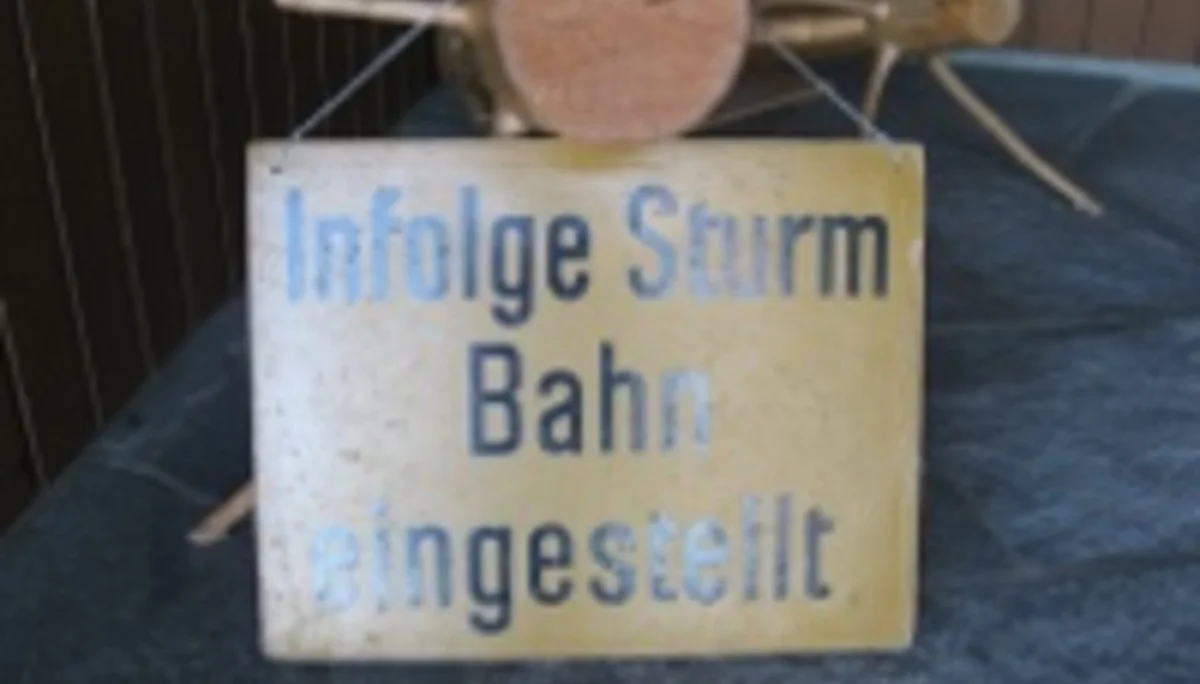 Infolge Sturm
Bahn
eingestellt